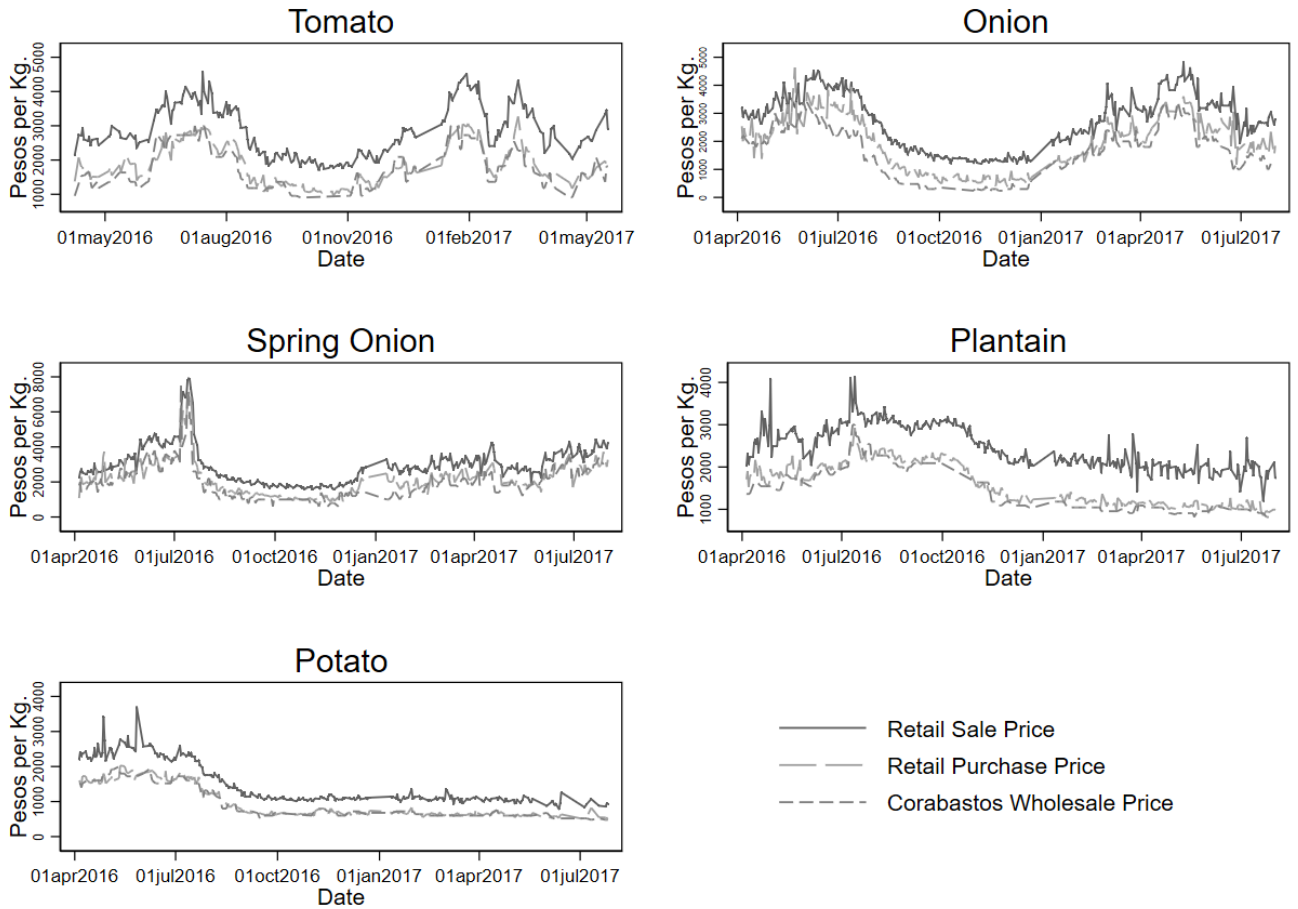 Tomato
Pesos per Kg.
1000 2000 3000 4000 5000
01may2016 01aug2016 01nov2016 01feb2017 01may2017
Date
Onion
Pesos per Kg.
0 1000 2000 3000 4000 5000
01apr2016 01jul2016 01oct2016 01jan2017 01apr2017 01jul2017
Date
Spring Onion
Pesos per Kg.
0 2000 4000 6000 8000
01apr2016 01jul2016 01oct2016 01jan2017 01apr2017 01jul2017
Date
Plantain
Pesos per Kg.
1000 2000 3000 4000
01apr2016 01jul2016 01oct2016 01jan2017 01apr2017 01jul2017
Date
Potato
Pesos per Kg.
0 1000 2000 3000 4000
01apr2016 01jul2016 01oct2016 01jan2017 01apr2017 01jul2017
Date
Retail Sale Price
Retail Purchase Price
Corabastos Wholesale Price